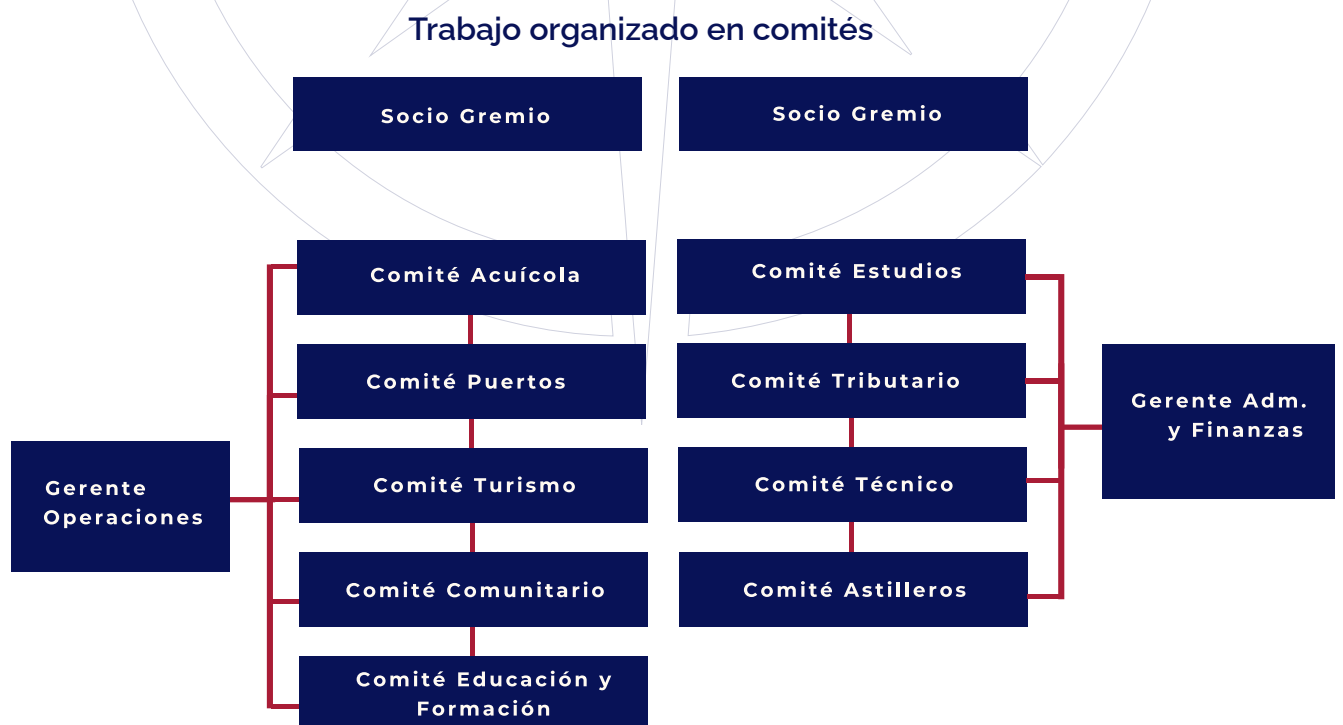 Trabajo organizado en comités
Socio Gremio
Socio Gremio
Comité Acuícola
Comité Puertos
Comité Turismo
Comité Comunitario
Comité Educación y
Formación
Comité Estudios
Comité Tributario
Comité Técnico
Comité Astilleros
Gerente
Operaciones
Gerente Adm.
y Finanzas